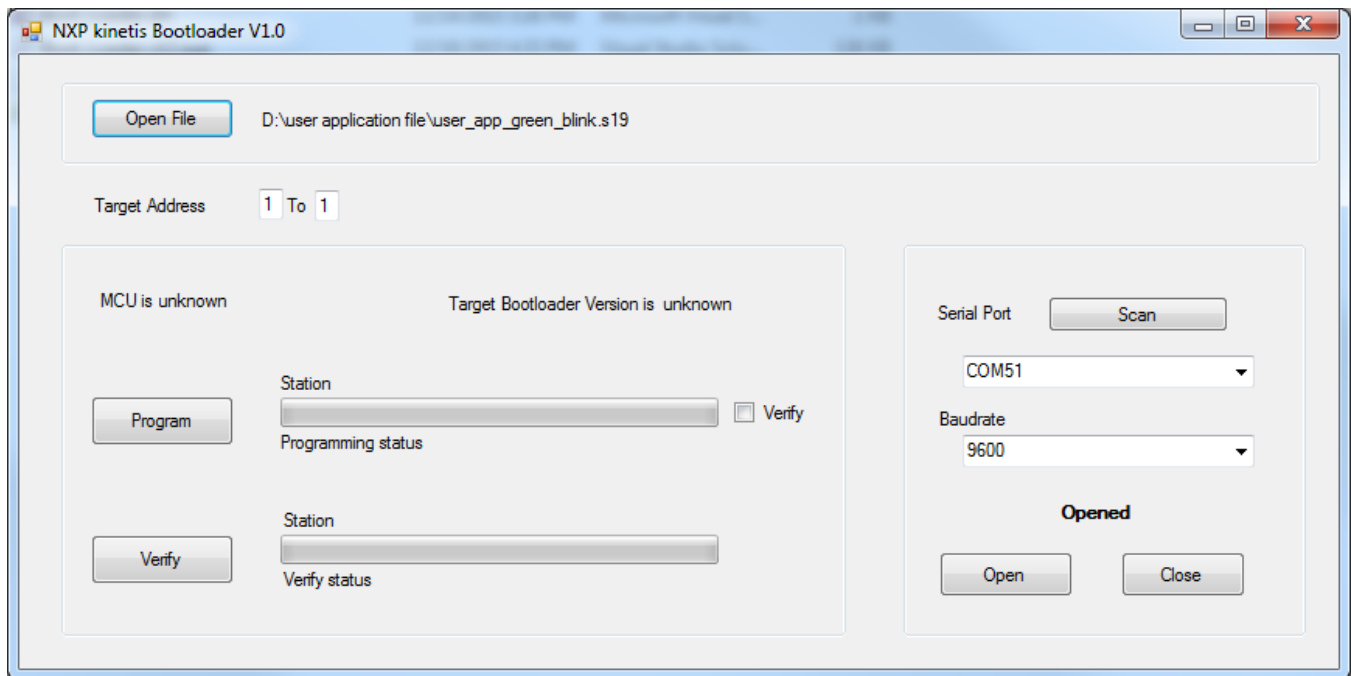 NXP kinetis Bootloader V1.0
Open File D:\user application file\user_app_green_blink.s19
Target Address 1 To 1
MCU is unknown Target Bootloader Version is unknown
Station
Program Verify
Programming status
Station
Verify
Verify status
Serial Port Scan
COM51
Baudrate
9600
Opened
Open Close